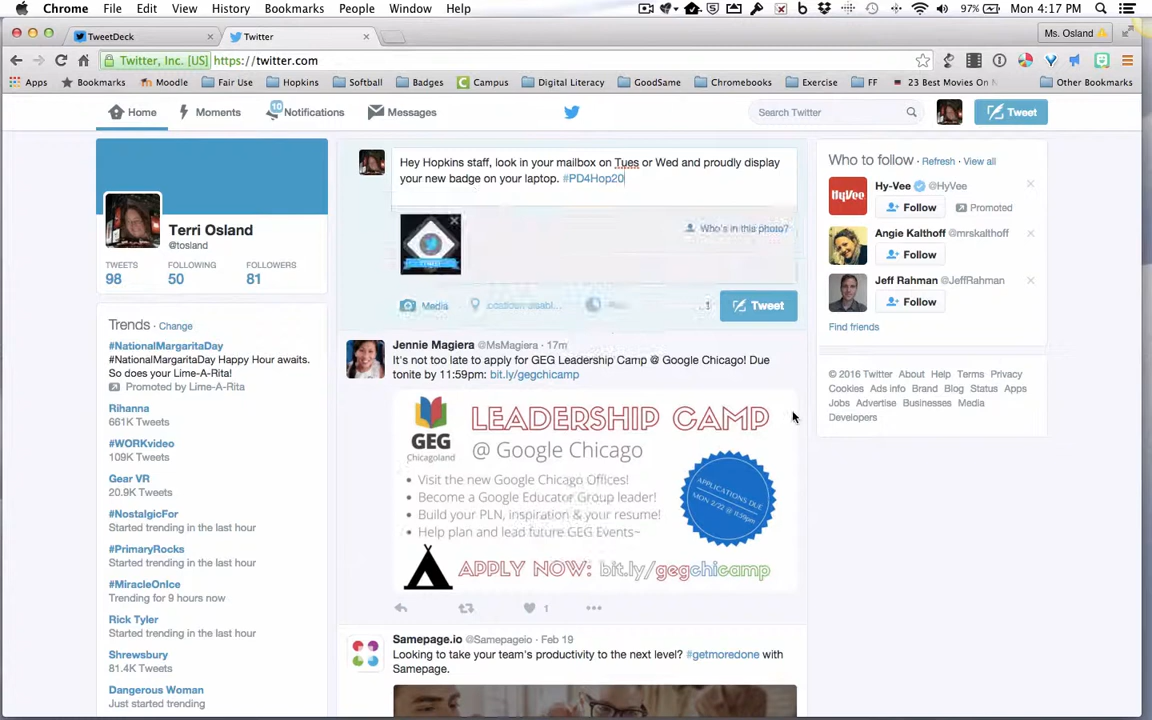 Chrome File Edit View History Bookmarks People Window Help 5 97% Mon 4:17 PM
TweetDeck Twitter Ms. Osland
Twitter, Inc. [US] https://twitter.com
Apps Bookmarks Moodle Fair Use Hopkins Softball Badges Campus Digital Literacy GoodSame Chromebooks Exercise FF 23 Best Movies On N Other Bookmarks
Home Moments 10 Notifications Messages Search Twitter Tweet
Terri Osland
@tosland
TWEETS FOLLOWING FOLLOWERS
98 50 81
Trends · Change
#NationalMargaritaDay
#NationalMargaritaDay Happy Hour awaits.
So does your Lime-A-Rita!
Promoted by Lime-A-Rita
Rihanna
661K Tweets
#WORKvideo
109K Tweets
Gear VR
20.9K Tweets
#NostalgicFor
Started trending in the last hour
#PrimaryRocks
Started trending in the last hour
#MiracleOnIce
Trending for 9 hours now
Rick Tyler
Started trending in the last hour
Shrewsbury
81.4K Tweets
Dangerous Woman
Just started trending
Hey Hopkins staff, look in your mailbox on Tues or Wed and proudly display
your new badge on your laptop. #PD4Hop20
Who's in this photo?
Media 1 Tweet
Jennie Magiera @MsMagiera · 17m
It's not too late to apply for GEG Leadership Camp @ Google Chicago! Due
tonite by 11:59pm: bit.ly/gegchicamp
GEG
Chicagoland
LEADERSHIP CAMP
@ Google Chicago
• Visit the new Google Chicago Offices!
• Become a Google Educator Group leader!
• Build your PLN, inspiration & your resume!
• Help plan and lead future GEG Events~
APPLICATIONS DUE
MON 2/22 @ 11:59pm
APPLY NOW: bit.ly/gegchicamp
1
Samepage.io @Samepageio · Feb 19
Looking to take your team's productivity to the next level? #getmoredone with
Samepage.
Who to follow · Refresh · View all
HyVee
Hy-Vee @HyVee
Follow Promoted
Angie Kalthoff @mrskalthoff
Follow
Jeff Rahman @JeffRahman
Follow
Find friends
© 2016 Twitter About Help Terms Privacy
Cookies Ads info Brand Blog Status Apps
Jobs Advertise Businesses Media
Developers